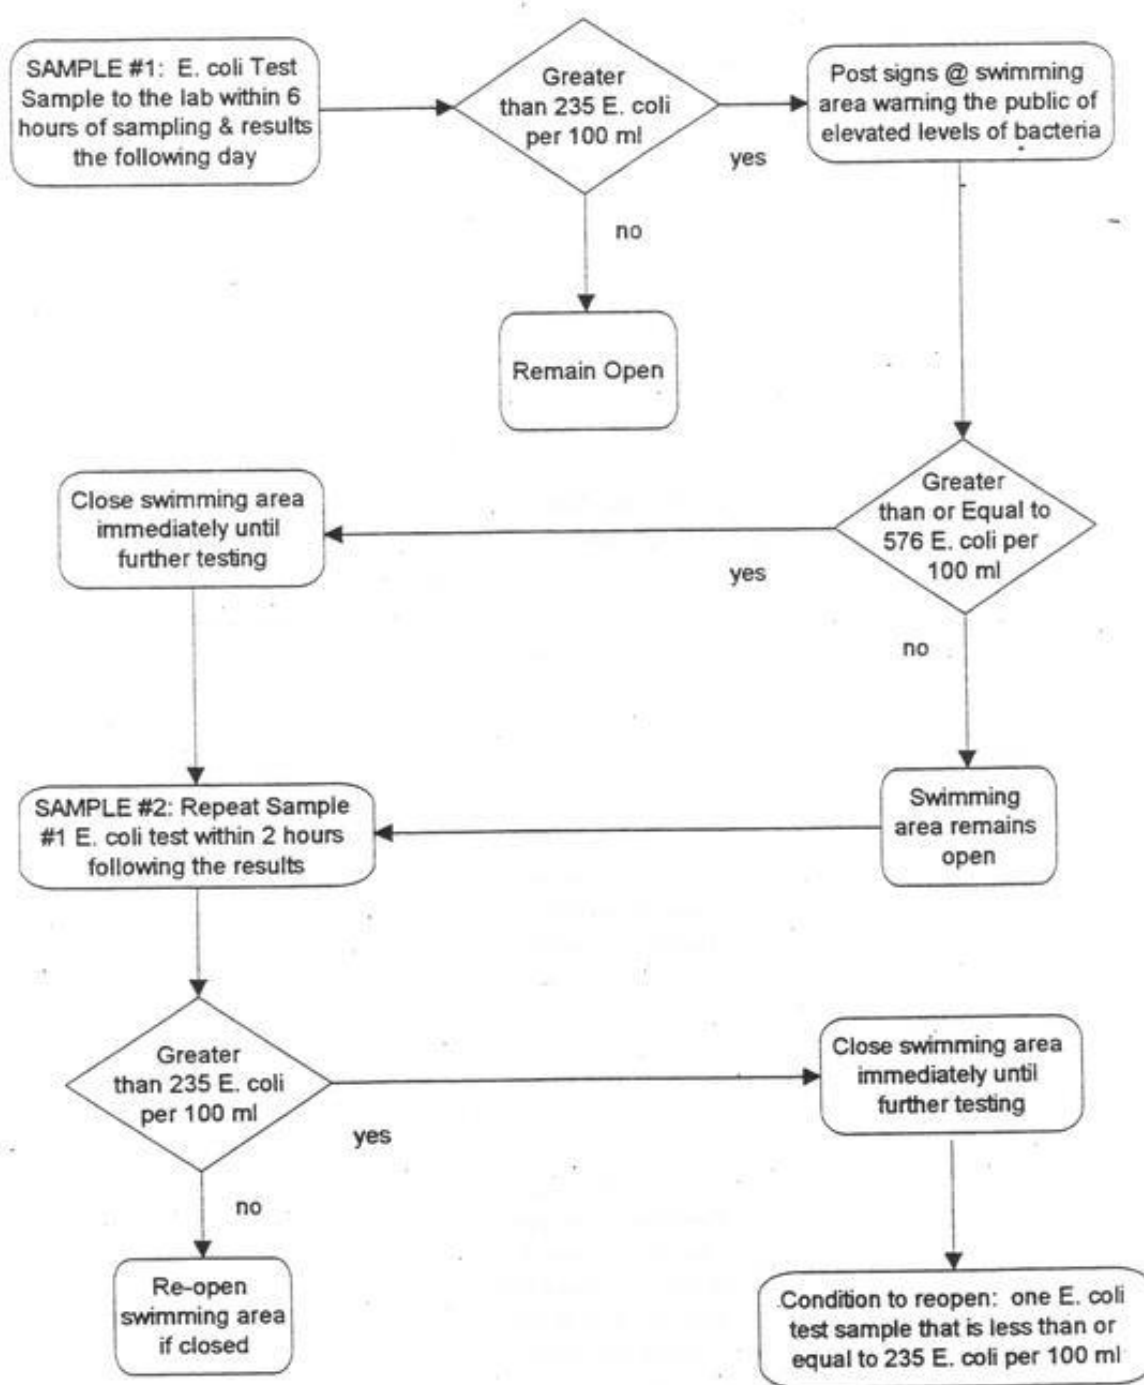 SAMPLE #1: E. coli Test
Sample to the lab within 6
hours of sampling & results
the following day
Greater
than 235 E. coli
per 100 ml
yes
Post signs @ swimming
area warning the public of
elevated levels of bacteria
no
Remain Open
Greater
than or Equal to
576 E. coli per
100 ml
yes
Close swimming area
immediately until
further testing
no
Swimming
area remains
open
SAMPLE #2: Repeat Sample
#1 E. coli test within 2 hours
following the results
Greater
than 235 E. coli
per 100 ml
yes
Close swimming area
immediately until
further testing
no
Re-open
swimming area
if closed
Condition to reopen: one E. coli
test sample that is less than or
equal to 235 E. coli per 100 ml